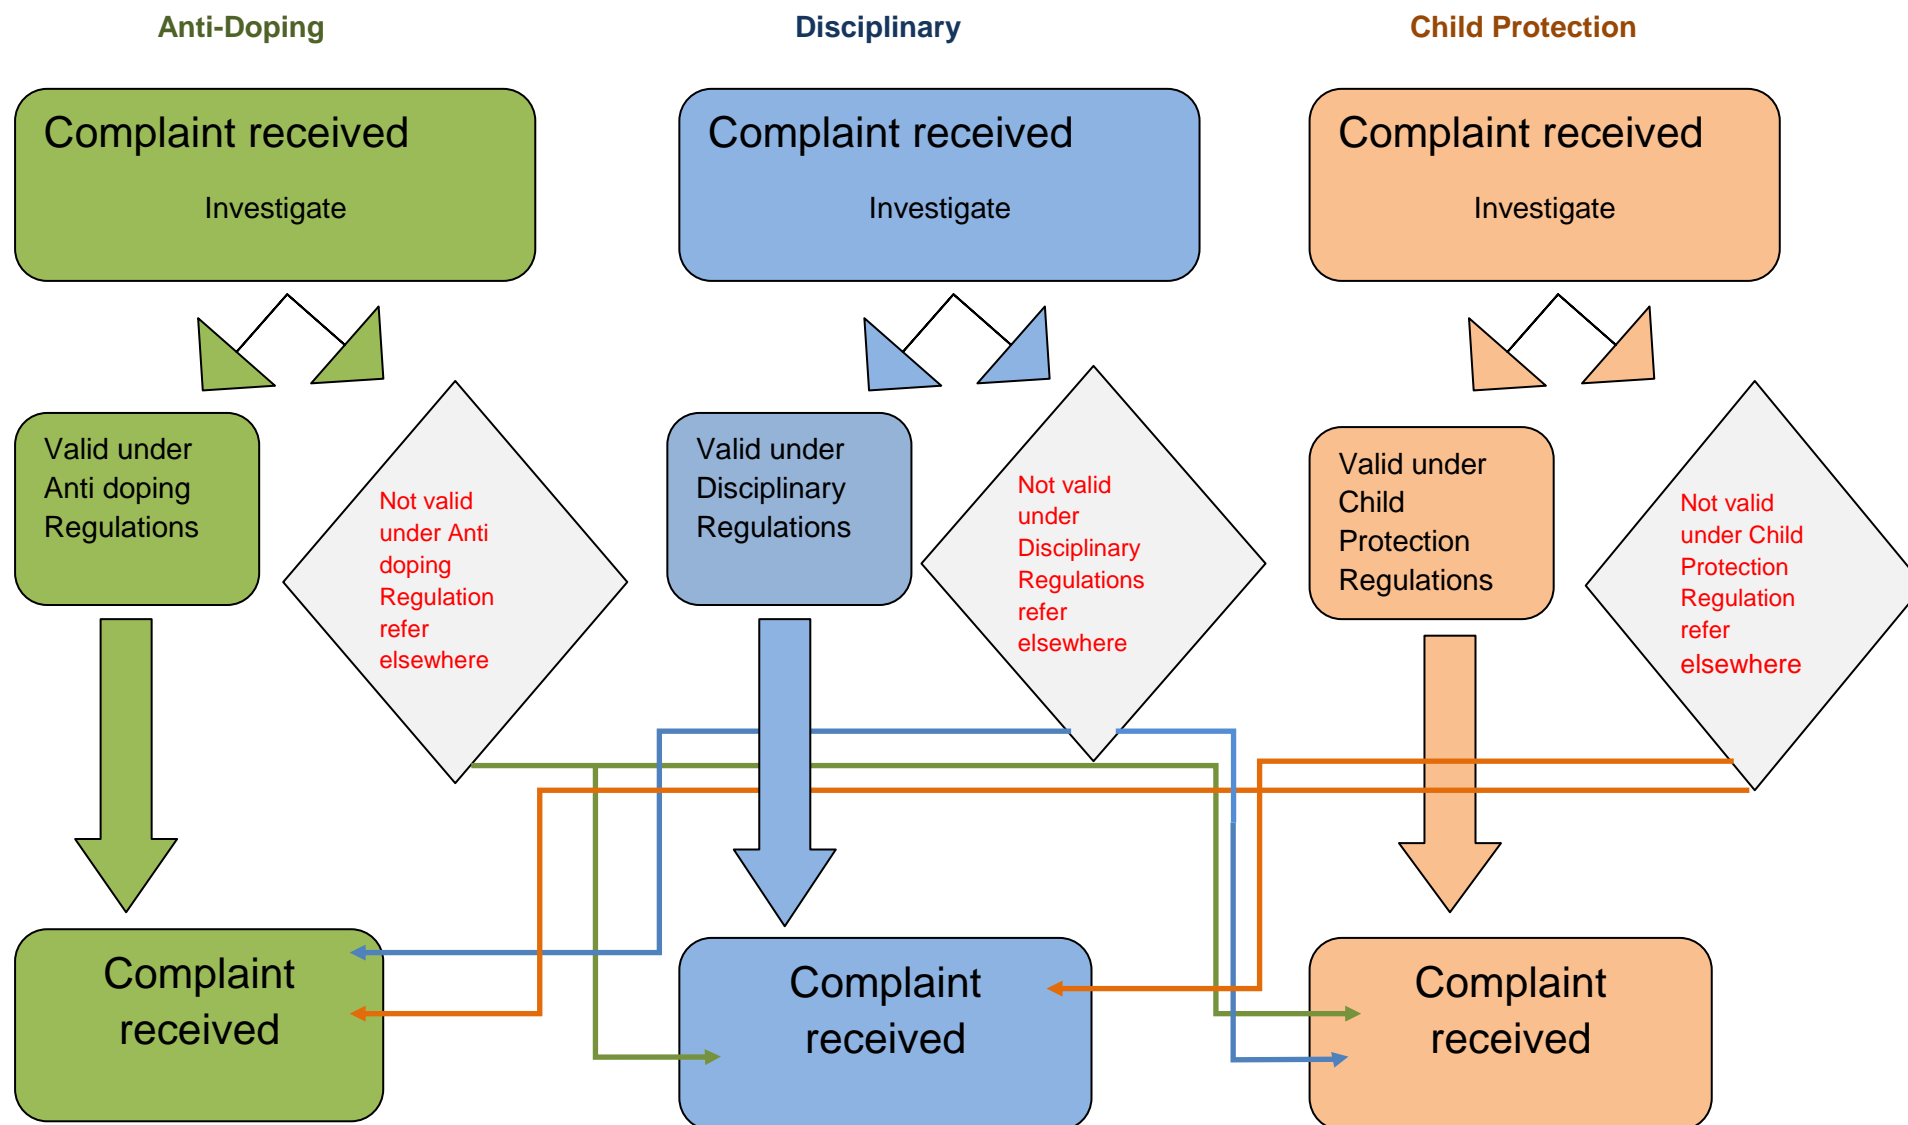 Anti-Doping
Disciplinary
Child Protection
Complaint received
Investigate
Complaint received
Investigate
Complaint received
Investigate
Valid under
Anti doping
Regulations
Not valid
under Anti
doping
Regulation
refer
elsewhere
Valid under
Disciplinary
Regulations
Not valid
under
Disciplinary
Regulations
refer
elsewhere
Valid under
Child
Protection
Regulations
Not valid
under Child
Protection
Regulation
refer
elsewhere
Complaint
received
Complaint
received
Complaint
received